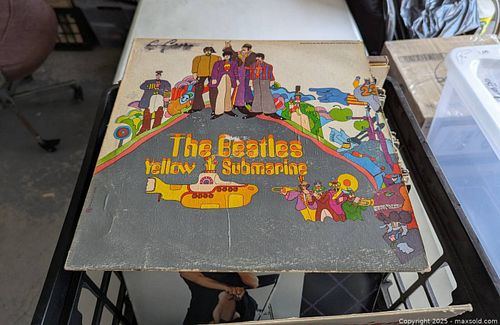 The Beatles
Yellow Submarine
Copyright 2025 - maxsold.com